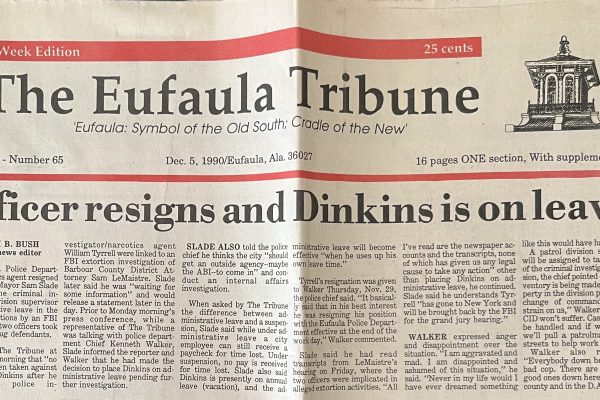 Week Edition
25 cents
The Eufaula Tribune
'Eufaula: Symbol of the Old South; Cradle of the New'
- Number 65
Dec. 5, 1990/Eufaula, Ala. 36027
16 pages ONE section, With suppleme
ficer resigns and Dinkins is on leav
B. BUSH
news editor
Police Depart-
s agent resigned
Mayor Sam Slade
he criminal in-
ision supervisor
tive leave in the
tions by an FBI
two officers took
ng defendants.
The Tribune at
morning that "no
en taken against
Dinkins after he
e police in-
vestigator/narcotics agent
William Tyrrell were linked to an
FBI extortion investigation of
Barbour County District At-
torney Sam LeMaistre. Slade
later said he was "waiting for
some information" and would
release a statement later in the
day. Prior to Monday morning's
press conference, while a
representative of The Tribune
was talking with police depart-
ment Chief Kenneth Walker,
Slade informed the reporter and
Walker that he had made the
decision to place Dinkins on ad-
ministrative leave pending fur-
ther investigation.
SLADE ALSO told the police
chief he thinks the city "should
get an outside agency-maybe
the ABI--to come in" and con-
duct an internal affairs
investigation.
When asked by The Tribune
the difference between ad-
ministrative leave and a suspen-
sion, Slade said while under ad-
ministrative leave a city
employee can still receive a
paycheck for time lost. Under
suspension, no pay is received
for time lost. Slade also said
Dinkins is presently on annual
leave (vacation), and the ad-
ministrative leave will become
effective "when he uses up his
own leave time."
Tyrell's resignation was given
to Walker Thursday, Nov. 29,
the police chief said. "It basical-
ly said that in his best interest
he was resigning his position
with the Eufaula Police Depart-
ment effective at the end of the
work day," Walker commented.
Slade said he had read
transcripts from LeMaistre's
hearing on Friday, where the
two officers were implicated in
alleged extortion activities. "All
I've read are the newspaper ac-
counts and the transcripts, none
of which has given us any legal
cause to take any action" other
than placing Dinkins on ad-
ministrative leave, he continued.
Slade said he understands Tyr-
rell "has gone to New York and
will be brought back by the FBI
for the grand jury hearing."
WALKER expressed anger
and disappointment over the
situation. "I am aggravated and
mad. I am disappointed and
ashamed of this situation," he
said. "Never in my life would I
have ever dreamed something
like this would have ha
A patrol division s
will be assigned to ta
of the criminal investi
sion, the chief pointed
ventory is being made
perty in the division p
change of command
strain on us," Walker
CID won't suffer. Cas
be handled and if w
we'll pull a patrolma
streets to help work
Walker also r
"Everyplace down he
bad cop. There are
good ones down here
county and in the D.A